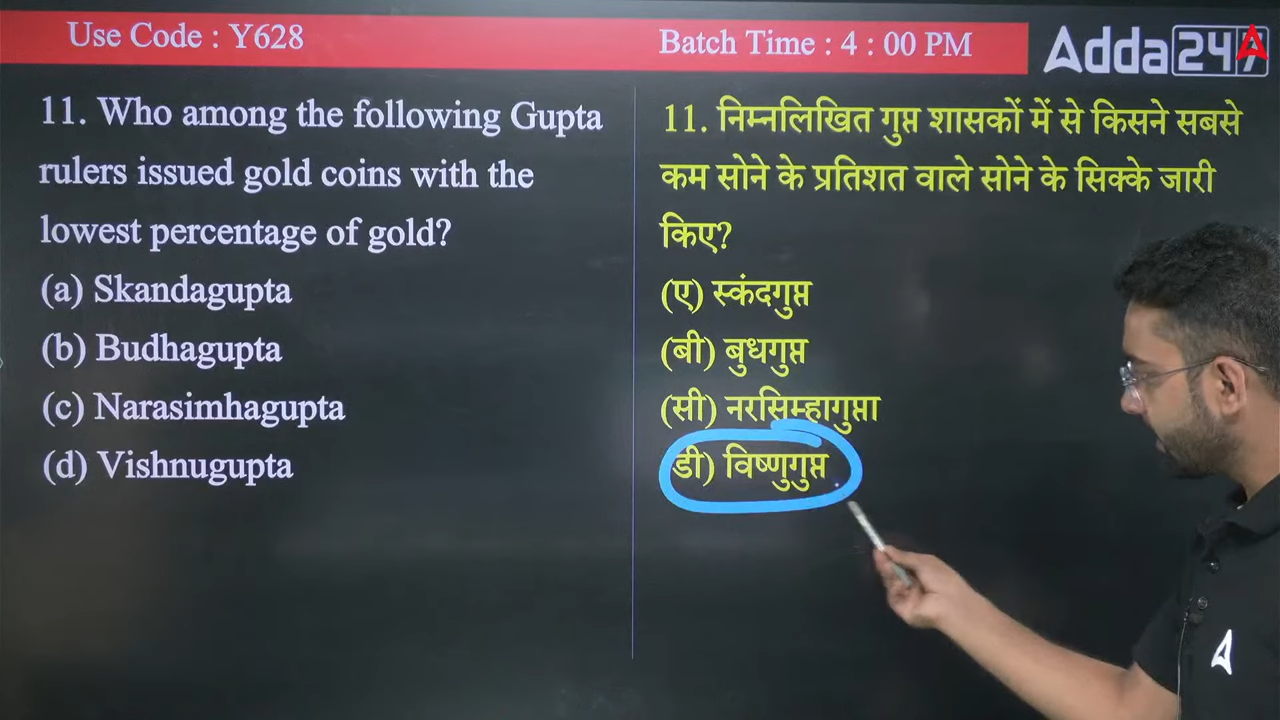 Use Code : Y628
Batch Time : 4 : 00 PM
Adda247
11. Who among the following Gupta
rulers issued gold coins with the
lowest percentage of gold?
(a) Skandagupta
(b) Budhagupta
(c) Narasimhagupta
(d) Vishnugupta
11. निम्नलिखित गुप्त शासकों में से किसने सबसे
कम सोने के प्रतिशत वाले सोने के सिक्के जारी
किए?
(ए) स्कंदगुप्त
(बी) बुधगुप्त
(सी) नरसिम्हागुप्ता
डी) विष्णुगुप्त